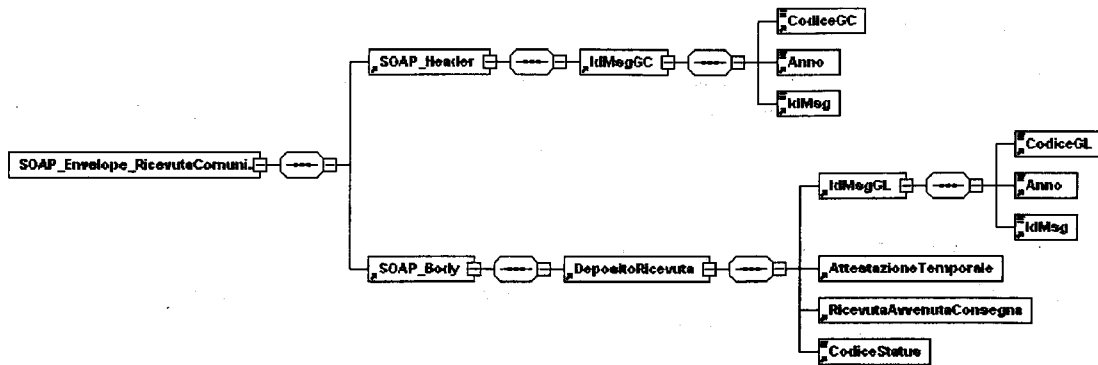 CodiceGC
SOAP_Header
IdMsgGC
Anno
IdMsg
SOAP_Envelope_RicevutaComuni..
CodiceGL
IdMsgGL
Anno
IdMsg
SOAP_Body
DepositoRicevuta
AttestazioneTemporale
RicevutaAvvenutaConsegna
CodiceStatus